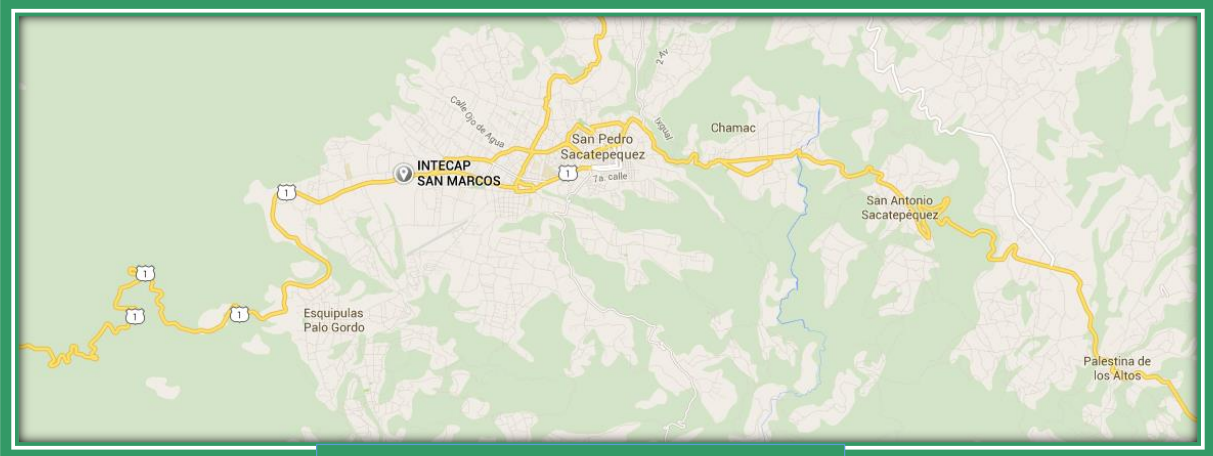 2 Av
Calle Ojo de Agua
Ixqual
Chamac
San Pedro
Sacatepequez
INTECAP
SAN MARCOS
1
7a. calle
1
San Antonio
Sacatepequez
1
1
1
Esquipulas
Palo Gordo
Palestina de
los Altos